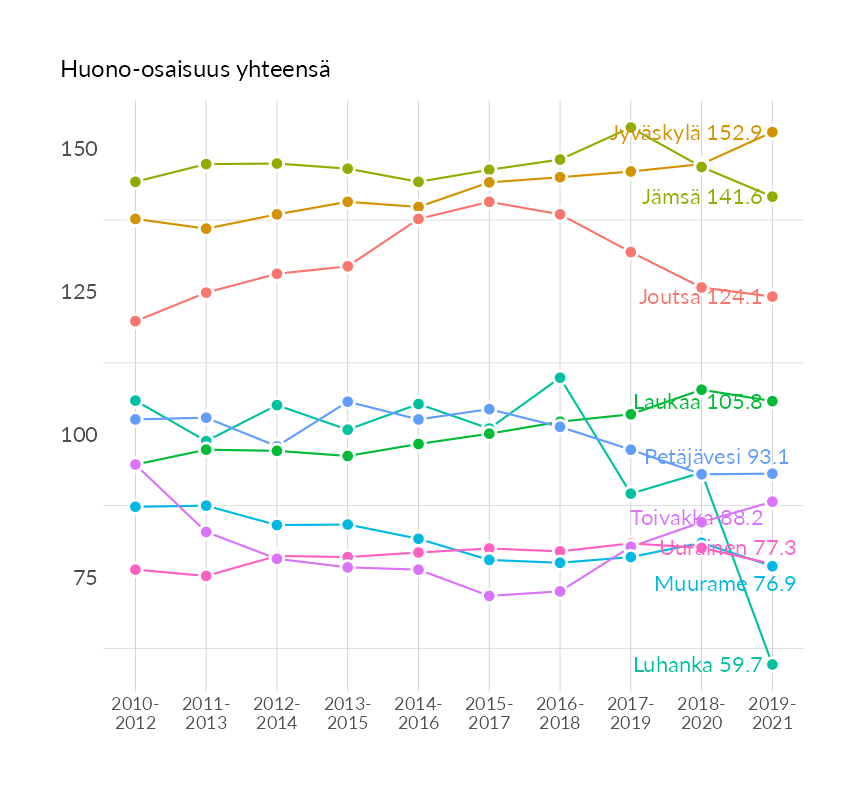 Huono-osaisuus yhteensä
150
125
100
75
Jyväskylä 152.9
Jämsä 141.6
Joutsa 124.1
Laukaa 105.8
Petäjävesi 93.1
Toivakka 88.2
Uurainen 77.3
Muurame 76.9
Luhanka 59.7
2010- 2011- 2012- 2013- 2014- 2015- 2016- 2017- 2018- 2019-
2012 2013 2014 2015 2016 2017 2018 2019 2020 2021